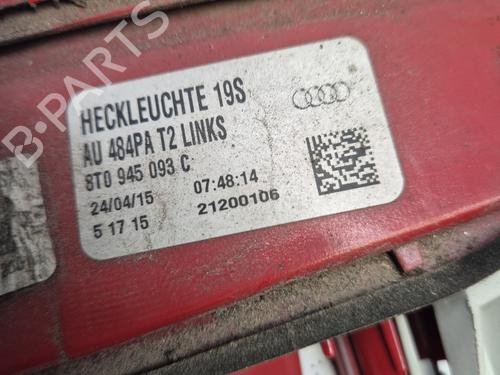 B-PARTS
HECKLEUCHTE 19S
AU 484PA T2 LINKS
8T0 945 093 C
24/04/15 07:48:14
5 17 15 21200106